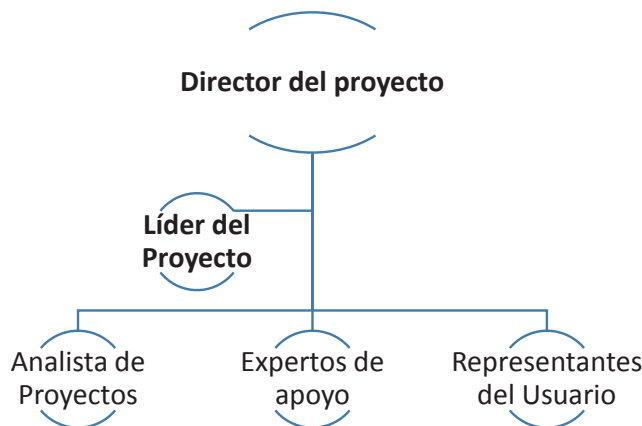 Director del proyecto
Líder del
Proyecto
Analista de
Proyectos
Expertos de
apoyo
Representantes
del Usuario